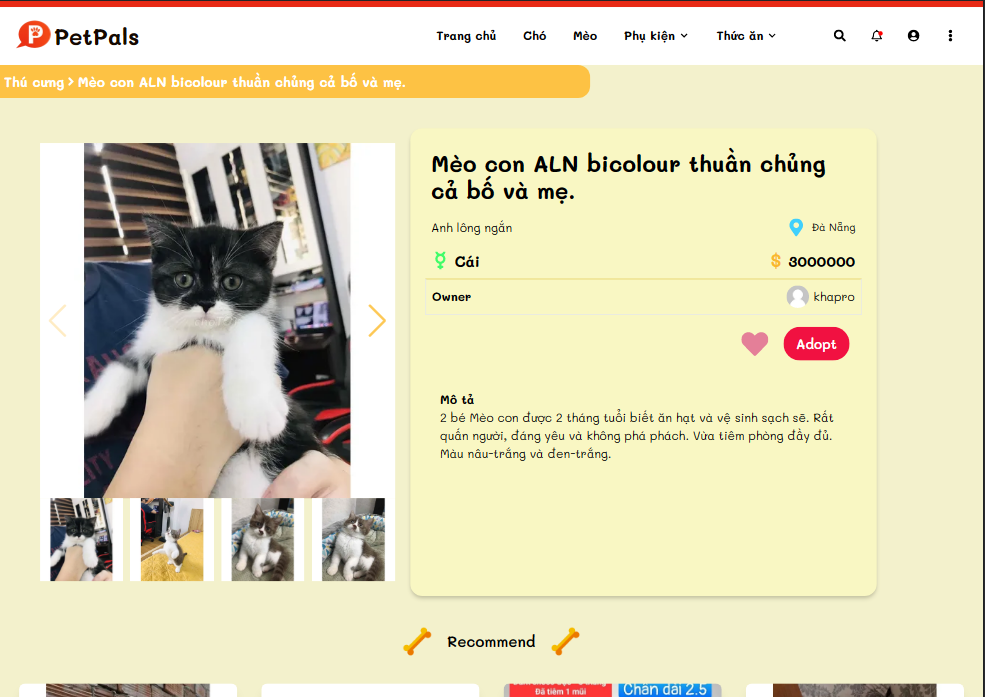 PetPals
Trang chủ Chó Mèo Phụ kiện Thức ăn
Thú cưng > Mèo con ALN bicolour thuần chủng cả bố và mẹ.
Mèo con ALN bicolour thuần chủng
cả bố và mẹ.
Anh lông ngắn
Đà Nẵng
Cái
$ 3000000
Owner
khapro
Adopt
Mô tả
2 bé Mèo con được 2 tháng tuổi biết ăn hạt và vệ sinh sạch sẽ. Rất
quấn người, đáng yêu và không phá phách. Vừa tiêm phòng đầy đủ.
Màu nâu-trắng và đen-trắng.
Recommend
Đã tiêm 1 mũi
Chân dài 2.5